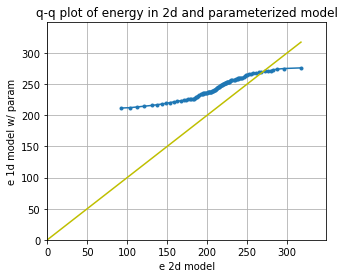 q-q plot of energy in 2d and parameterized model
300
250
200
150
100
50
0
e 1d model w/ param
0 50 100 150 200 250 300
e 2d model